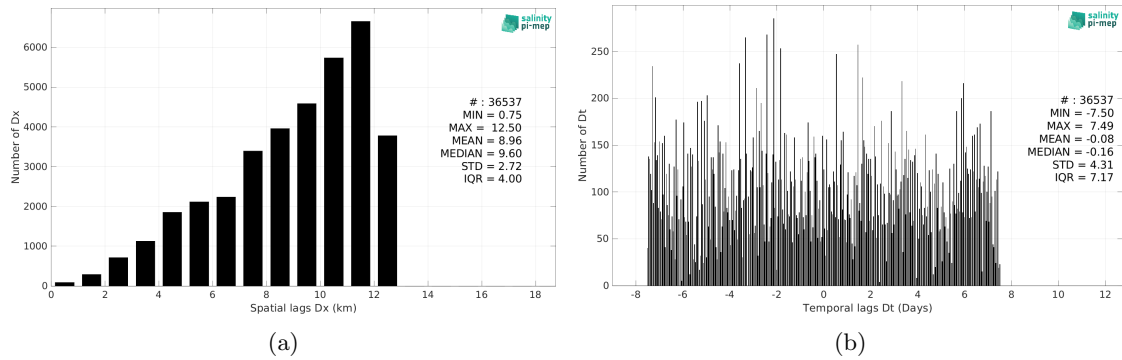 salinity
pi-mep
6000
5000
4000
3000
2000
1000
0
Number of Dx
# : 36537
MIN = 0.75
MAX = 12.50
MEAN = 8.96
MEDIAN = 9.60
STD = 2.72
IQR = 4.00
0 2 4 6 8 10 12 14 16 18
Spatial lags Dx (km)
(a)
salinity
pi-mep
250
200
150
100
50
0
Number of Dt
# : 36537
MIN = -7.50
MAX = 7.49
MEAN = -0.08
MEDIAN = -0.16
STD = 4.31
IQR = 7.17
-8 -6 -4 -2 0 2 4 6 8 10 12
Temporal lags Dt (Days)
(b)